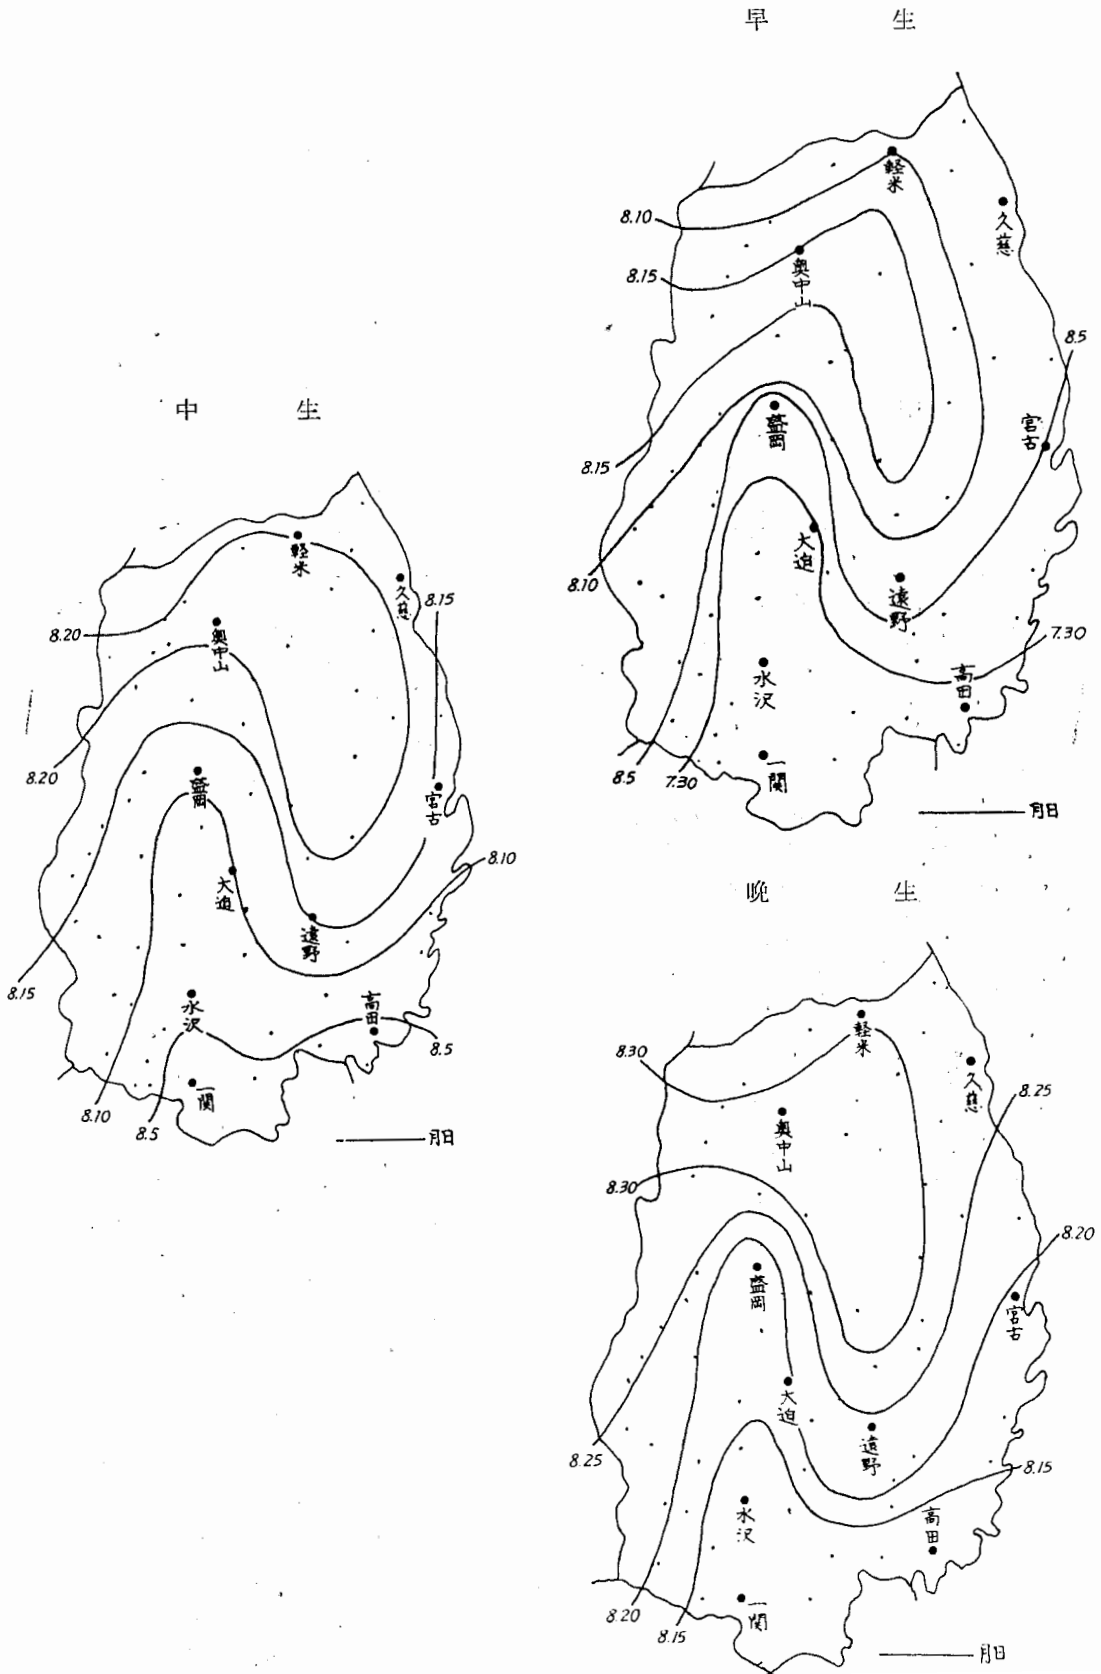 早 生
軽米
久慈
8.10
奥中山
8.15
8.5
盛岡
宮古
8.15
大迫
8.10
遠野
7.30
水沢
高田
8.5
7.30
一関
月日
中 生
軽米
久慈
8.15
8.20
奥中山
8.20
盛岡
宮古
8.10
大迫
遠野
8.15
水沢
高田
8.5
8.10
8.5
一関
月日
晩 生
軽米
8.30
久慈
8.25
奥中山
8.30
8.20
盛岡
宮古
大迫
遠野
8.25
8.15
水沢
高田
8.20
8.15
一関
月日